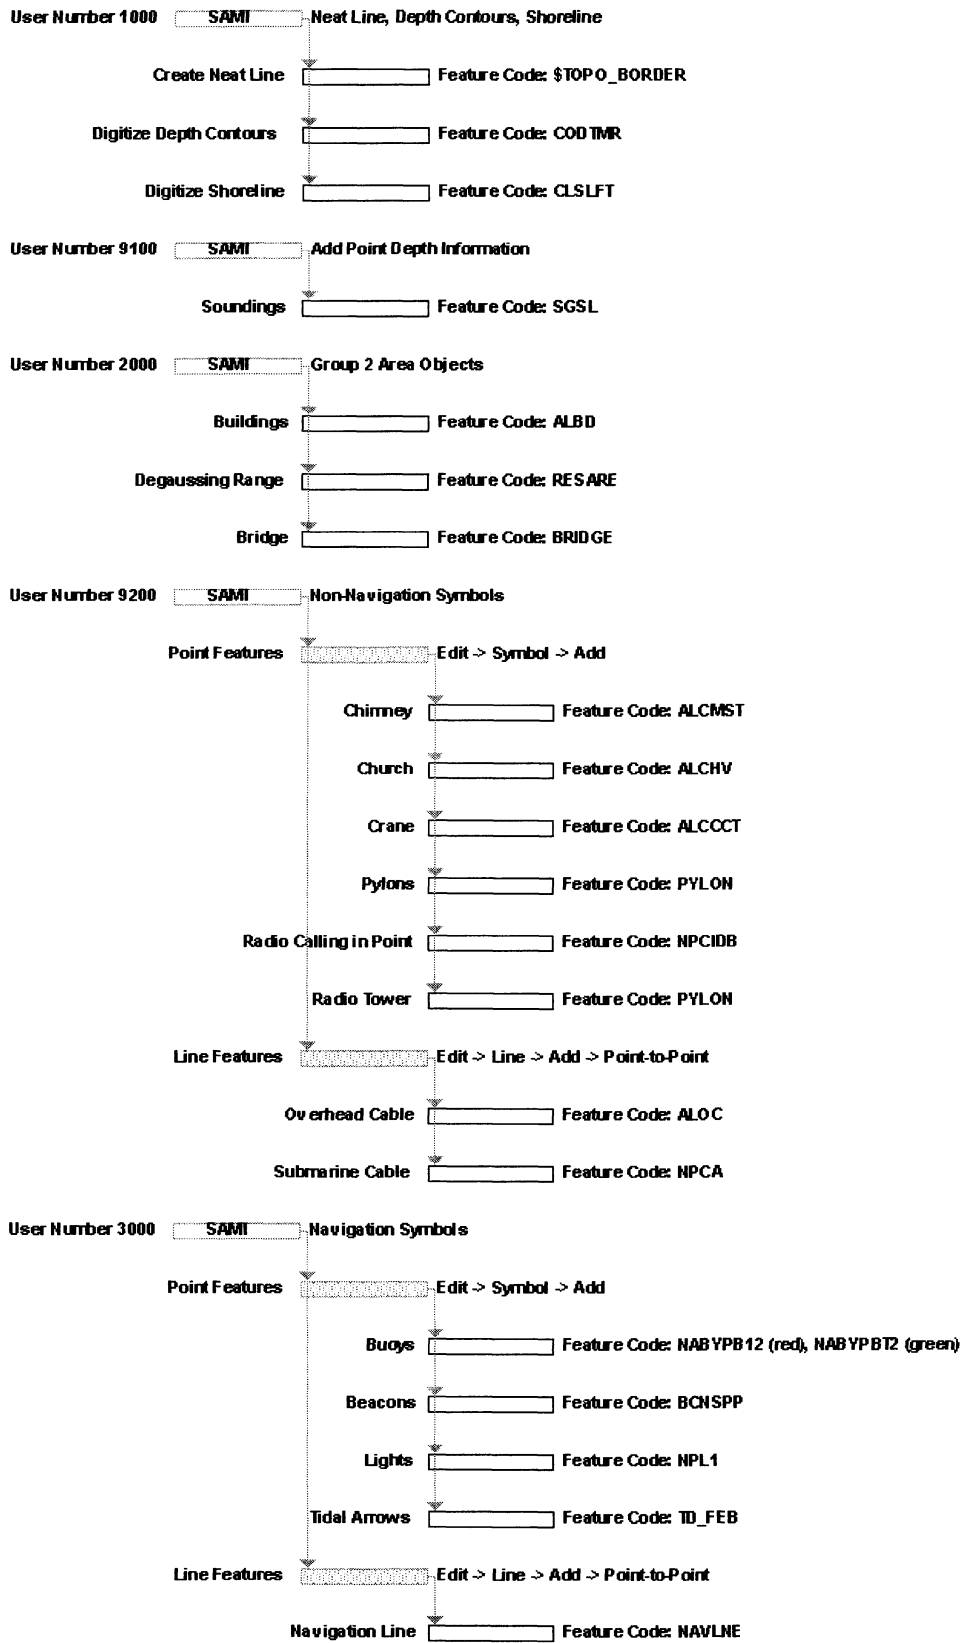 User Number 1000 SAMI Neat Line, Depth Contours, Shoreline
Create Neat Line Feature Code: $TOPO_BORDER
Digitize Depth Contours Feature Code: CODTMR
Digitize Shoreline Feature Code: CLSLFT
User Number 9100 SAMI Add Point Depth Information
Soundings Feature Code: SGSL
User Number 2000 SAMI Group 2 Area Objects
Buildings Feature Code: ALBD
Degaussing Range Feature Code: RESARE
Bridge Feature Code: BRIDGE
User Number 9200 SAMI Non-Navigation Symbols
Point Features Edit -> Symbol -> Add
Chimney Feature Code: ALCMST
Church Feature Code: ALCHV
Crane Feature Code: ALCCCT
Pylons Feature Code: PYLON
Radio Calling in Point Feature Code: NPCIDB
Radio Tower Feature Code: PYLON
Line Features Edit -> Line -> Add -> Point-to-Point
Overhead Cable Feature Code: ALOC
Submarine Cable Feature Code: NPCA
User Number 3000 SAMI Navigation Symbols
Point Features Edit -> Symbol -> Add
Buoys Feature Code: NABYPB12 (red), NABYPBT2 (green)
Beacons Feature Code: BCNSPP
Lights Feature Code: NPL1
Tidal Arrows Feature Code: TD_FEB
Line Features Edit -> Line -> Add -> Point-to-Point
Navigation Line Feature Code: NAVLNE